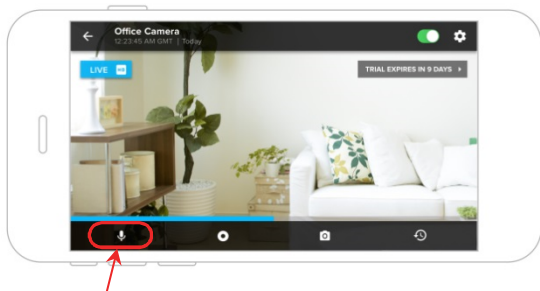 Office Camera
12:23:45 AM GMT | Today
LIVE HD
TRIAL EXPIRES IN 9 DAYS